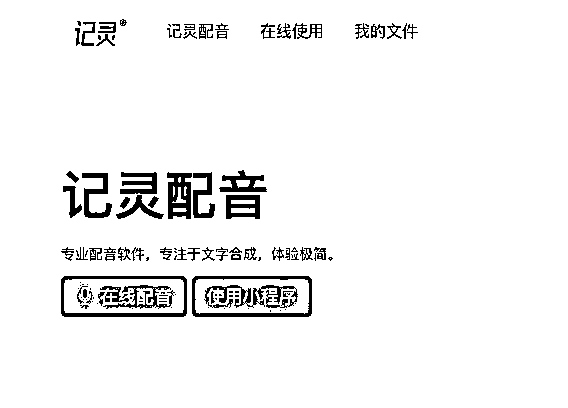 记灵® 记灵配音 在线使用 我的文件
记灵配音
专业配音软件，专注于文字合成，体验极简。
在线配音 使用小程序